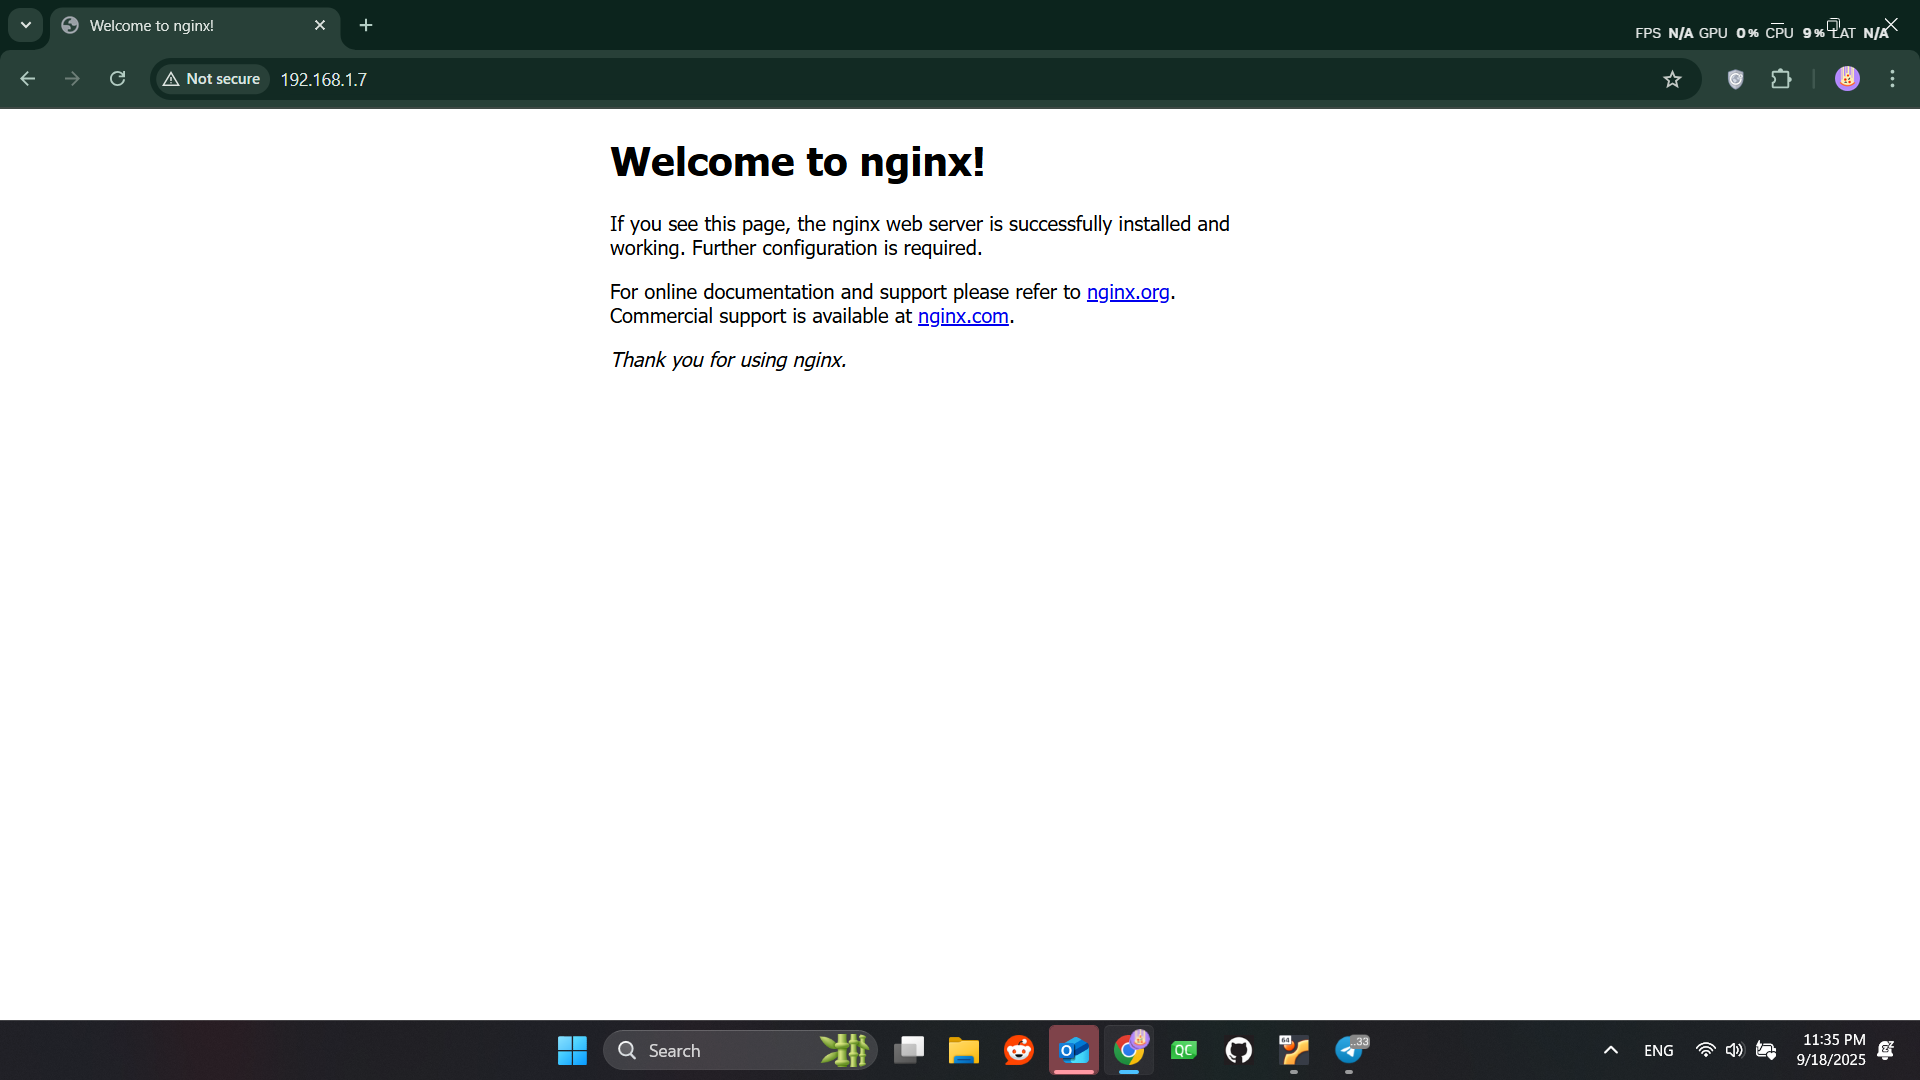 Welcome to nginx!
FPS N/A GPU 0% CPU 9% LAT N/A
Not secure 192.168.1.7
Welcome to nginx!
If you see this page, the nginx web server is successfully installed and
working. Further configuration is required.
For online documentation and support please refer to nginx.org.
Commercial support is available at nginx.com.
Thank you for using nginx.
Search
QC
64
..33
ENG
11:35 PM
9/18/2025